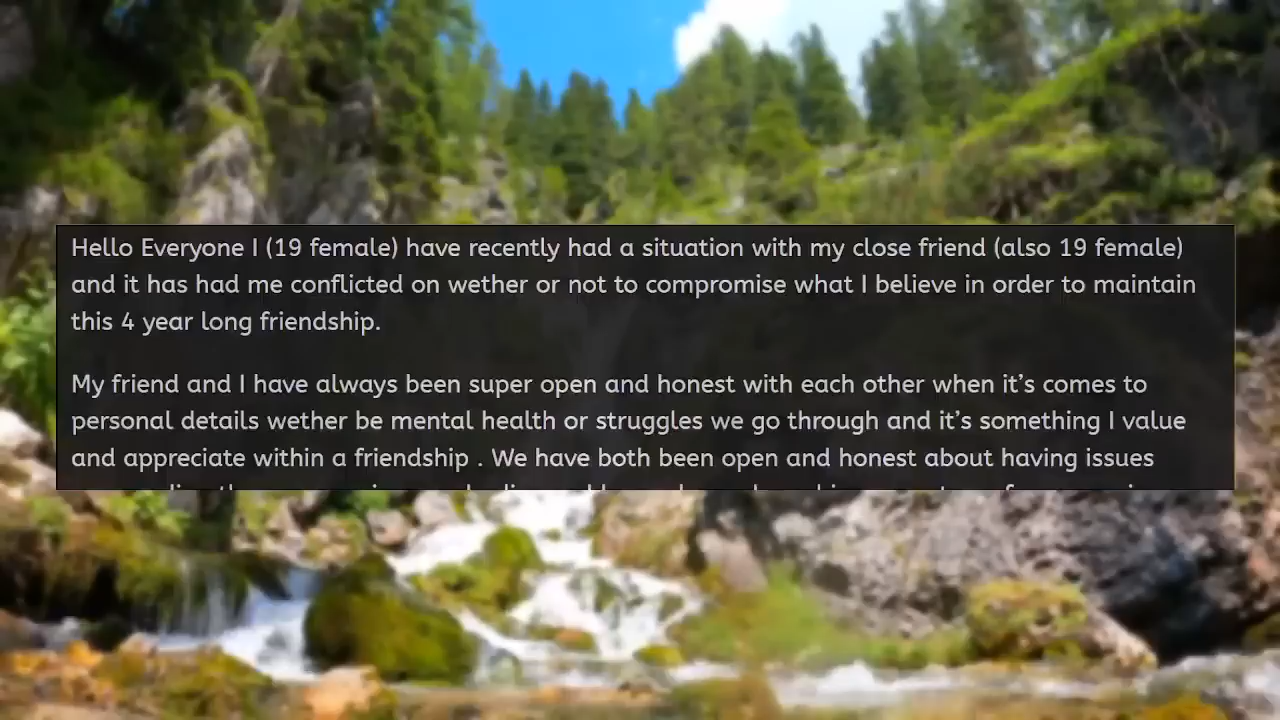 Hello Everyone I (19 female) have recently had a situation with my close friend (also 19 female)
and it has had me conflicted on wether or not to compromise what I believe in order to maintain
this 4 year long friendship.
My friend and I have always been super open and honest with each other when it’s comes to
personal details wether be mental health or struggles we go through and it’s something I value
and appreciate within a friendship . We have both been open and honest about having issues